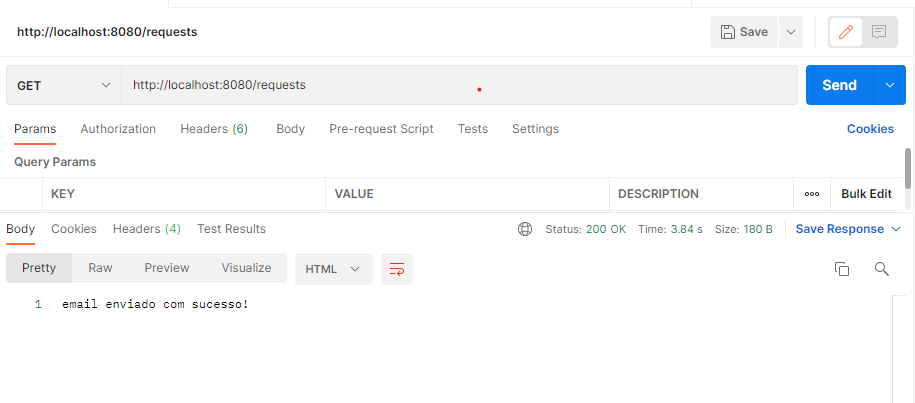 http://localhost:8080/requests Save
GET http://localhost:8080/requests Send
Params Authorization Headers (6) Body Pre-request Script Tests Settings Cookies
Query Params
KEY VALUE DESCRIPTION ooo Bulk Edit
Body Cookies Headers (4) Test Results Status: 200 OK Time: 3.84 s Size: 180 B Save Response
Pretty Raw Preview Visualize HTML
1 email enviado com sucesso!